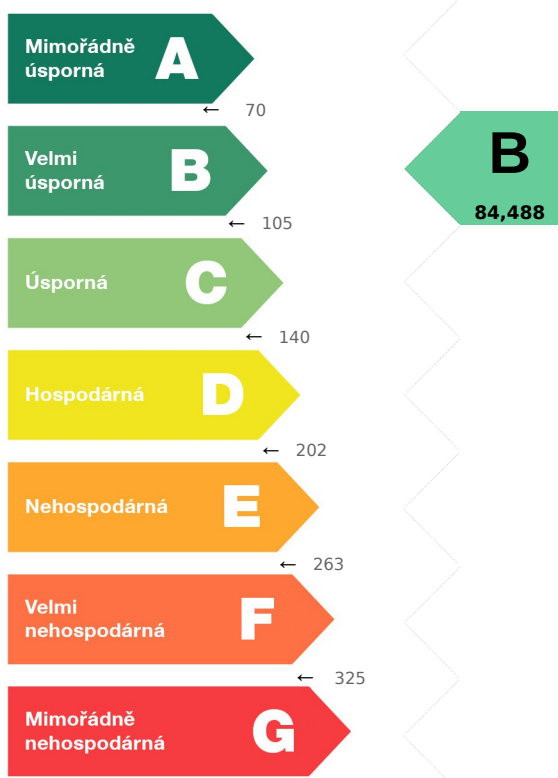 Mimořádně
úsporná
A
← 70
B
84,488
Velmi
úsporná
B
← 105
Úsporná
C
← 140
Hospodárná
D
← 202
Nehospodárná
E
← 263
Velmi
nehospodárná
F
← 325
Mimořádně
nehospodárná
G